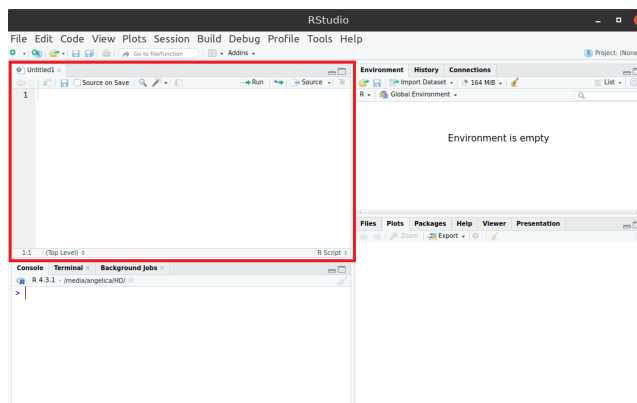 RStudio
File Edit Code View Plots Session Build Debug Profile Tools Help
Go to file/function Addins Project: (None
Untitled1
Source on Save Run Source
1
1:1 (Top Level) R Script
Console Terminal Background Jobs
R 4.3.1 · /media/angelica/HD/
>
Environment History Connections
Import Dataset 164 MiB List
R Global Environment
Environment is empty
Files Plots Packages Help Viewer Presentation
Zoom Export